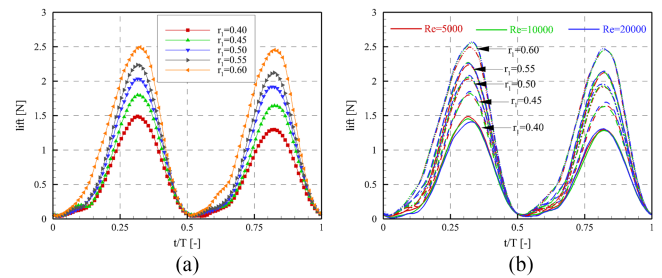 (a)
3
2.5
2
1.5
1
0.5
0
lift [N]
r1=0.40
r1=0.45
r1=0.50
r1=0.55
r1=0.60
0 0.25 0.5 0.75 1
t/T [-]
(a)
(b)
3
2.5
2
1.5
1
0.5
0
lift [N]
Re=5000 Re=10000 Re=20000
r1=0.60
r1=0.55
r1=0.50
r1=0.45
r1=0.40
0 0.25 0.5 0.75 1
t/T [-]
(b)